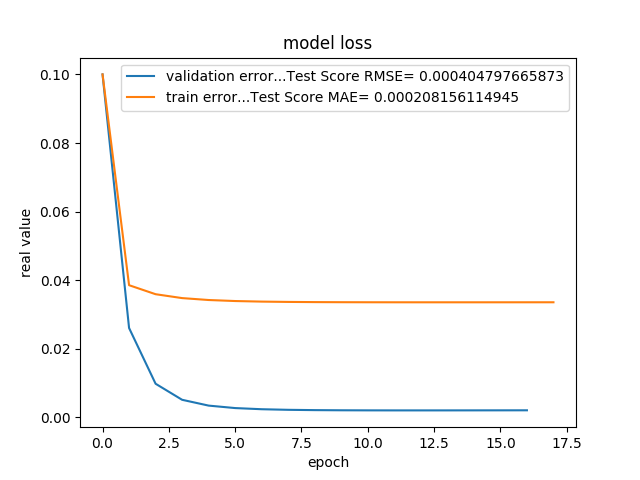 model loss
validation error...Test Score RMSE= 0.000404797665873
train error...Test Score MAE= 0.000208156114945
0.10
0.08
0.06
0.04
0.02
0.00
real value
0.0 2.5 5.0 7.5 10.0 12.5 15.0 17.5
epoch